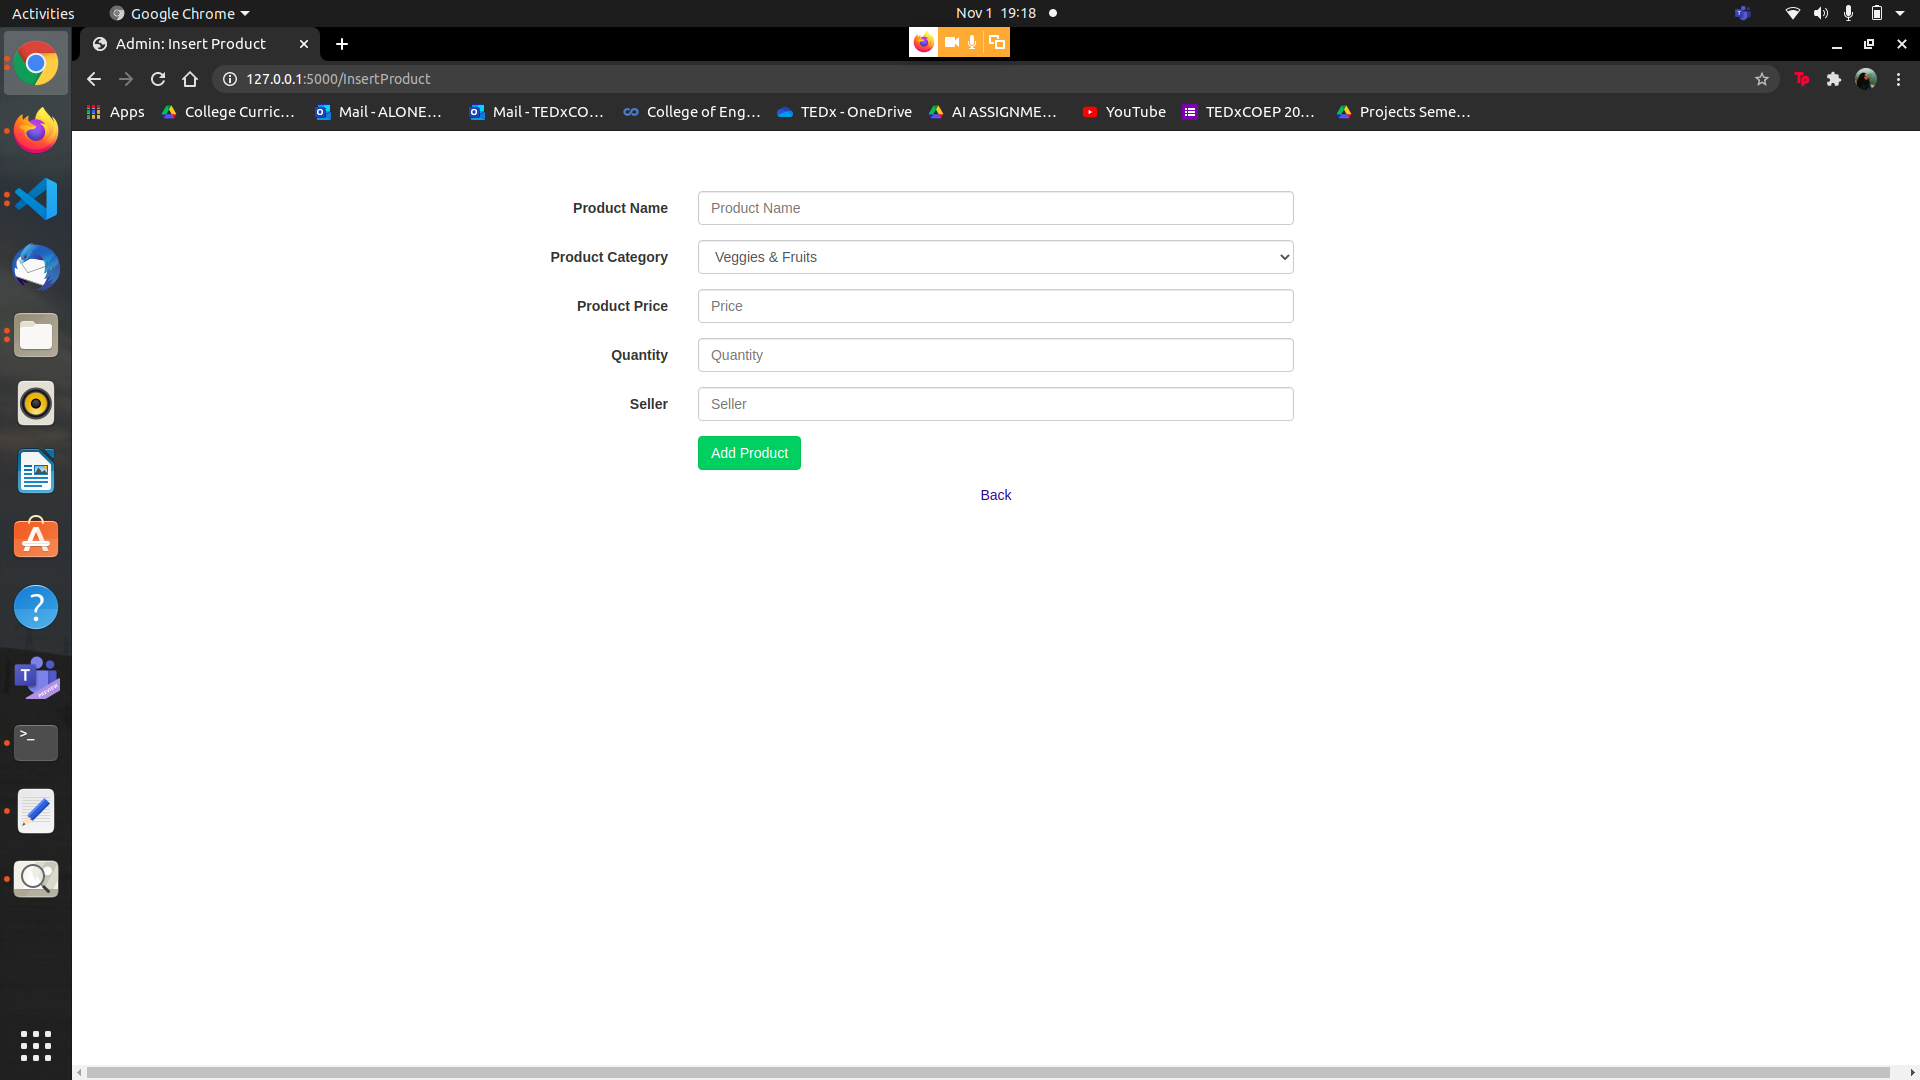 Activities
Google Chrome
Nov 1 19:18
Admin: Insert Product
127.0.0.1:5000/InsertProduct
Tp
Apps
College Curric...
Mail - ALONE...
Mail - TEDxCO...
College of Eng...
TEDx - OneDrive
AI ASSIGNME...
YouTube
TEDxCOEP 20...
Projects Seme...
Product Name
Product Name
Product Category
Veggies & Fruits
Product Price
Price
Quantity
Quantity
Seller
Seller
Add Product
Back